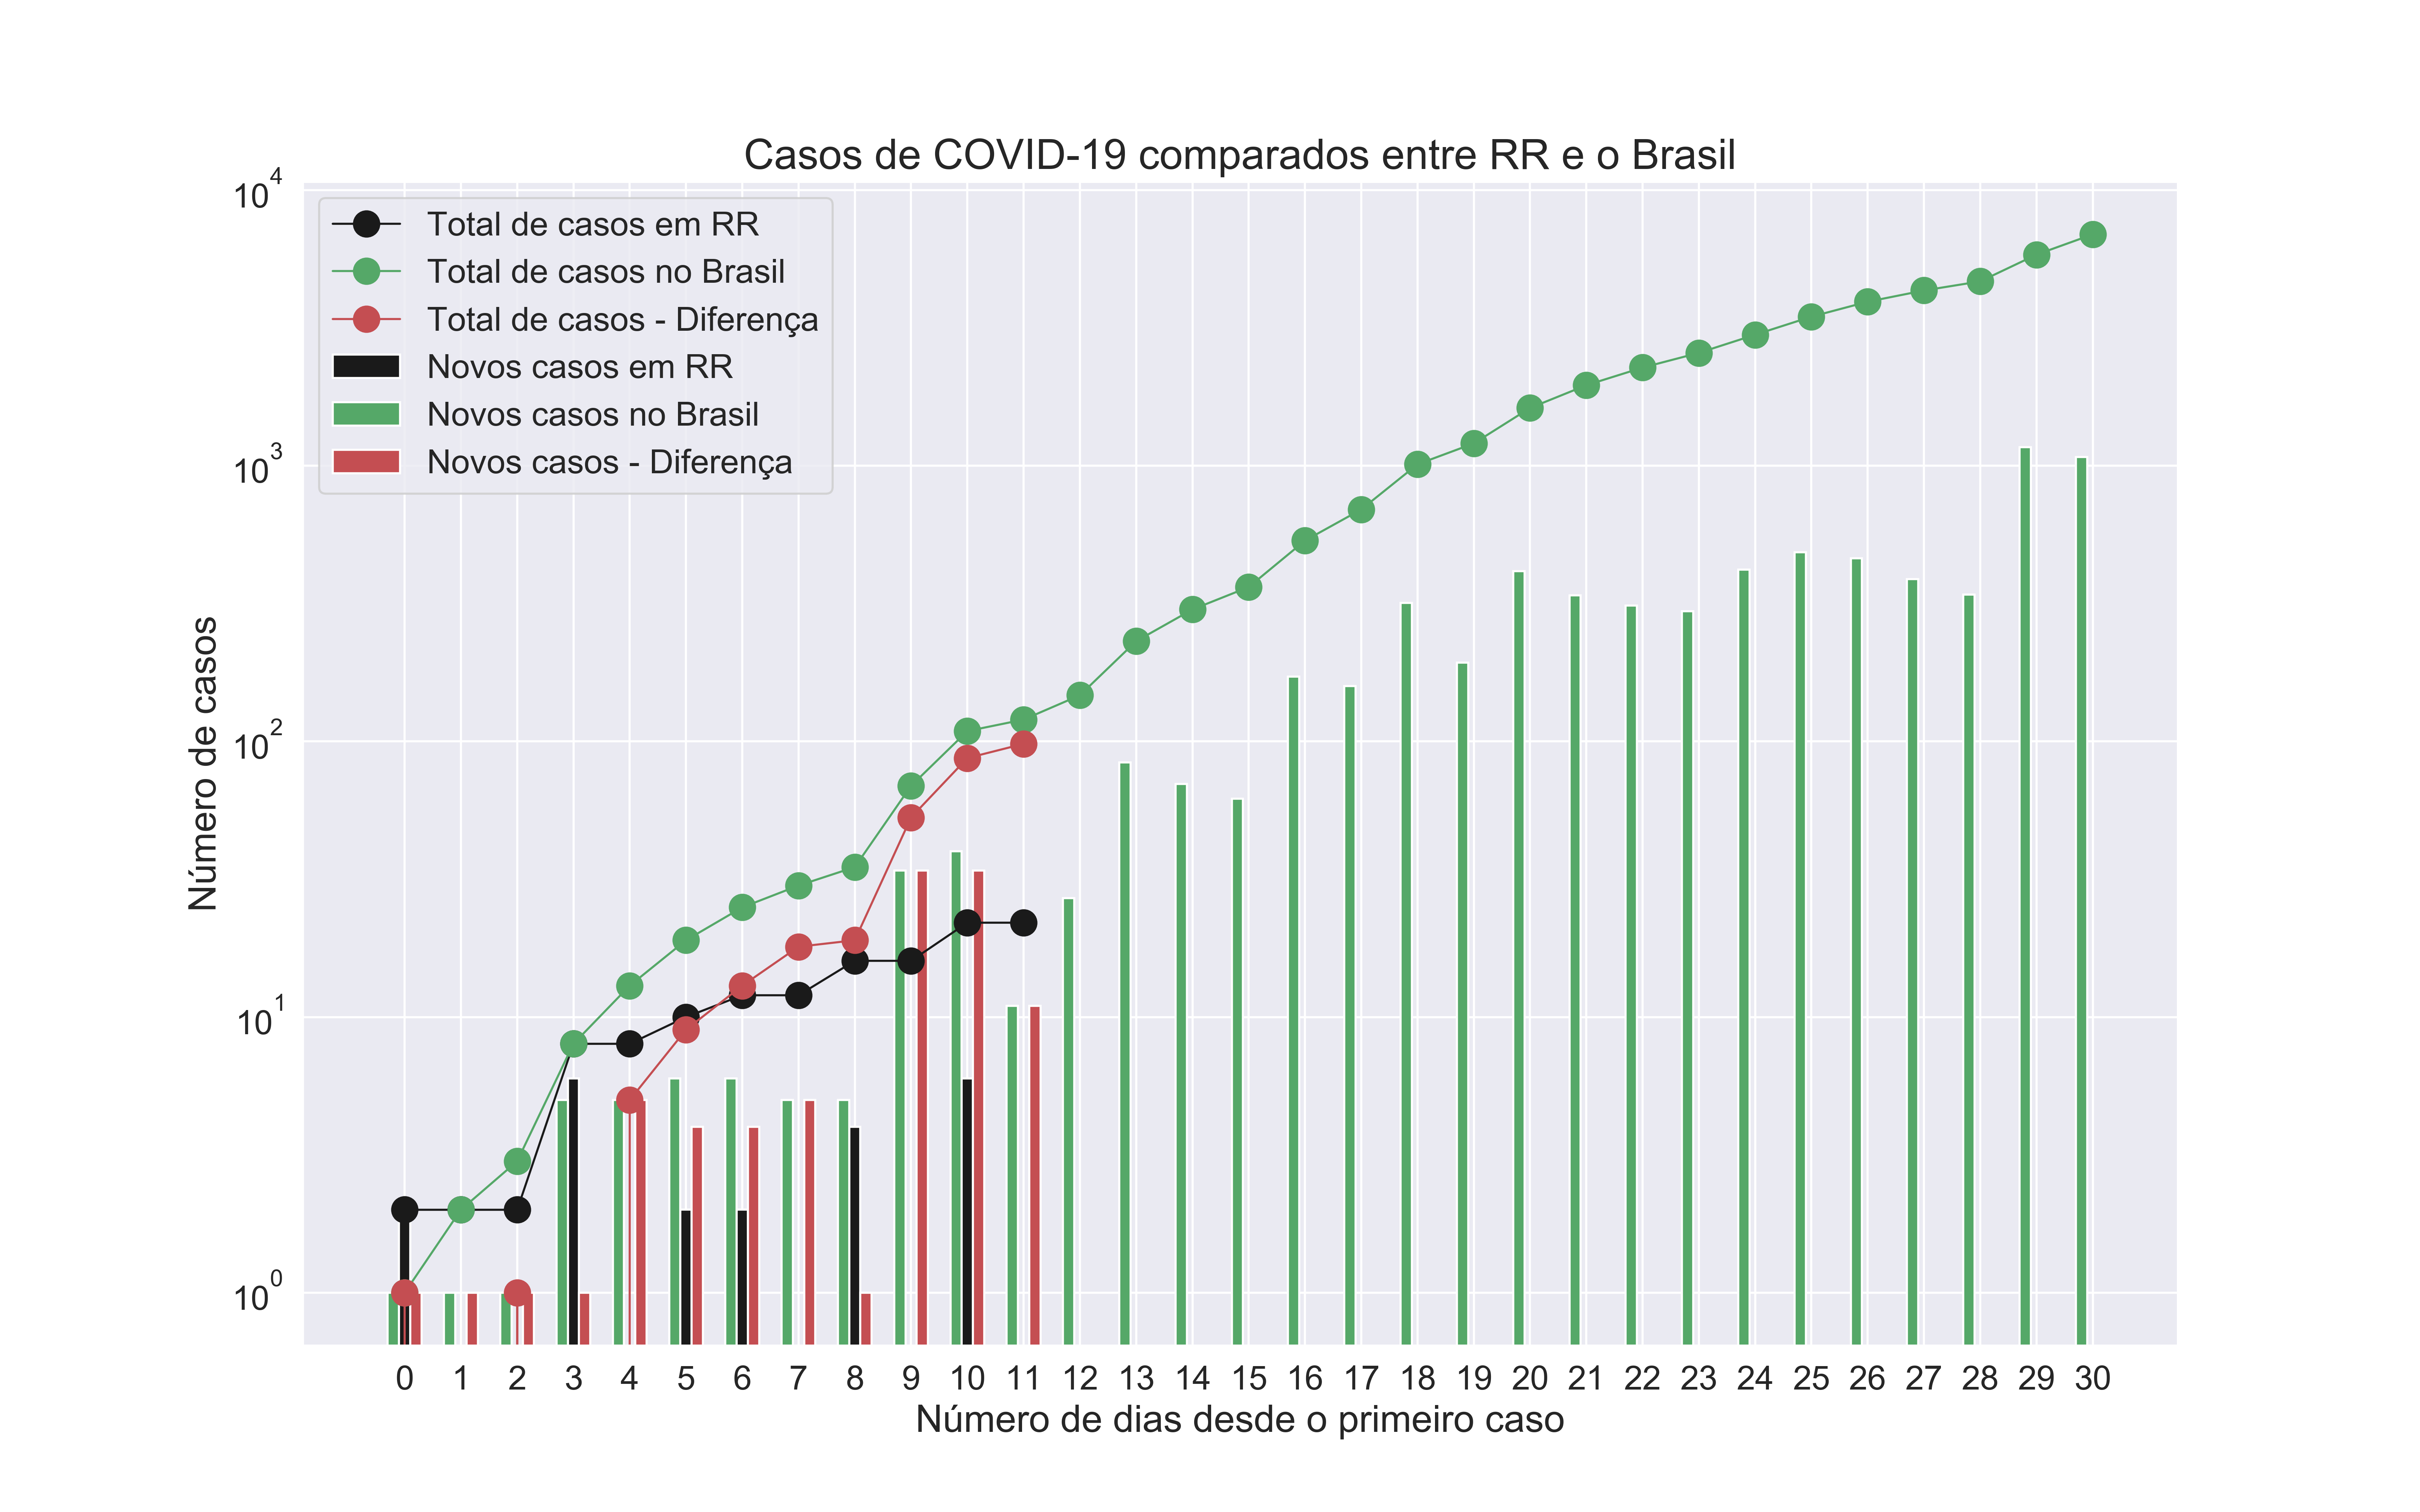 Casos de COVID-19 comparados entre RR e o Brasil
10^4
10^3
10^2
10^1
10^0
Número de casos
Total de casos em RR
Total de casos no Brasil
Total de casos - Diferença
Novos casos em RR
Novos casos no Brasil
Novos casos - Diferença
0 1 2 3 4 5 6 7 8 9 10 11 12 13 14 15 16 17 18 19 20 21 22 23 24 25 26 27 28 29 30
Número de dias desde o primeiro caso